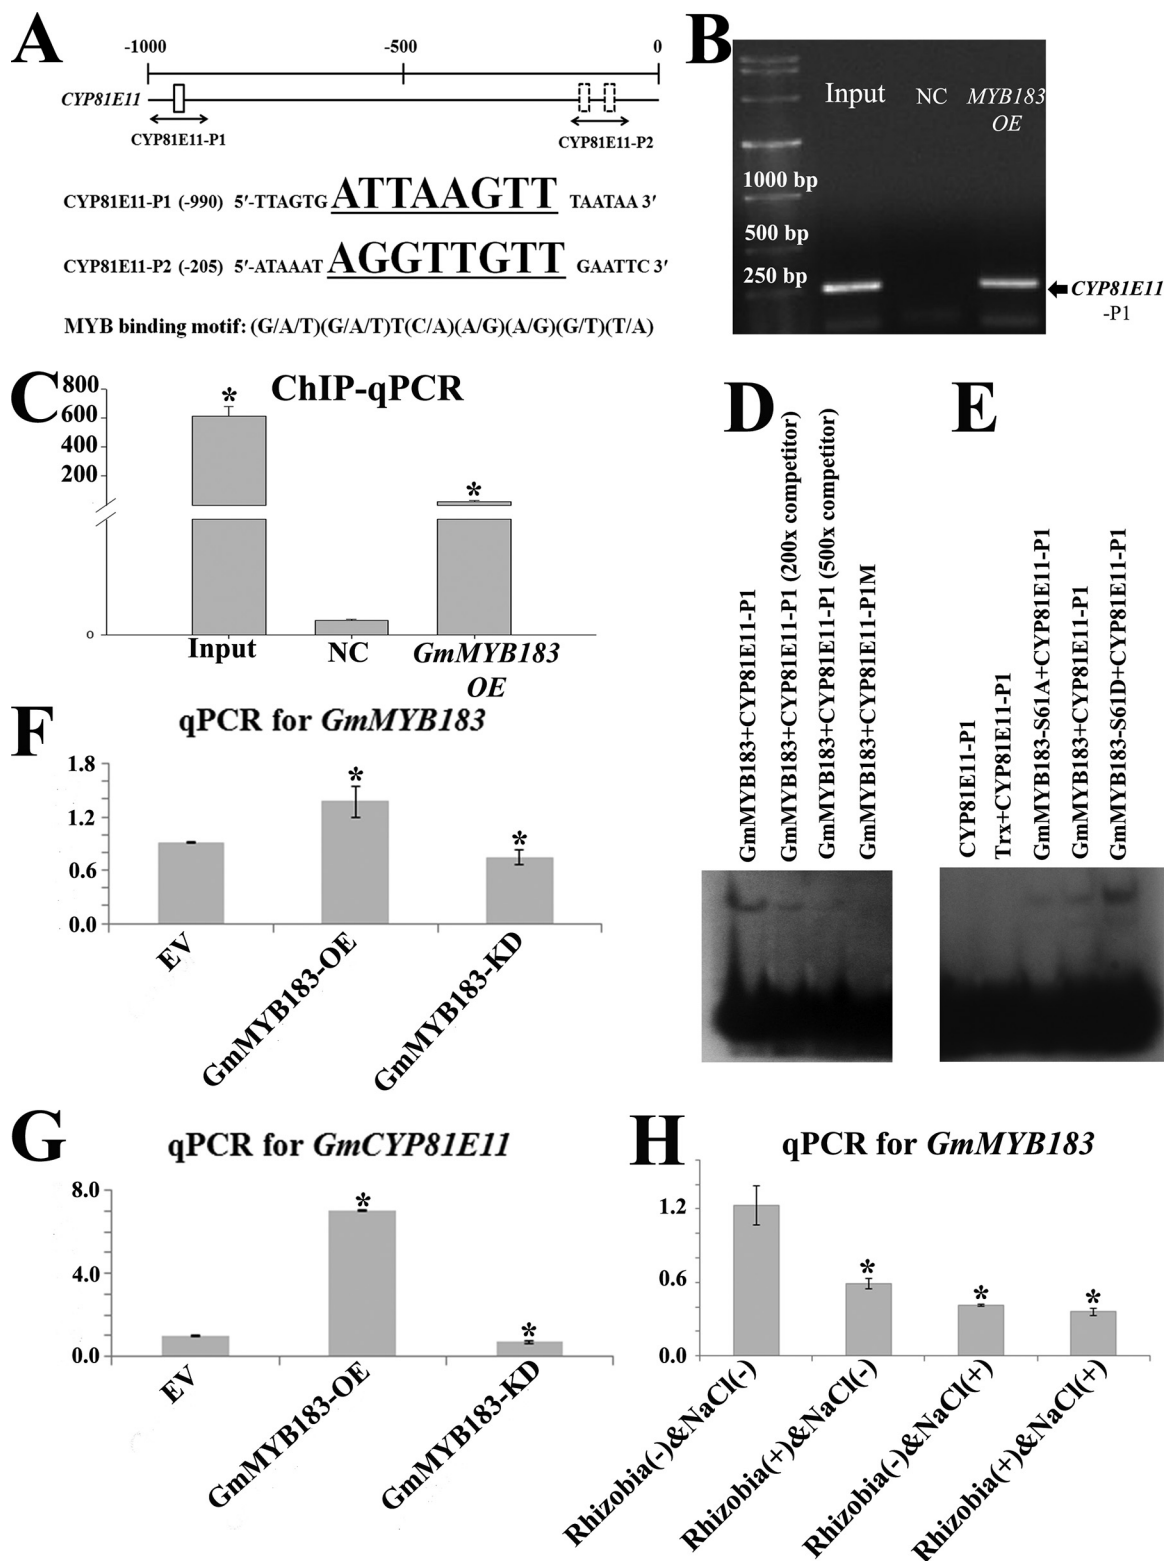 A
-1000
-500
0
CYP81E11
CYP81E11-P1
CYP81E11-P2
CYP81E11-P1 (-990) 5'-TTAGTG ATTAAGTT TAATAA 3'
CYP81E11-P2 (-205) 5'-ATAAAT AGGTTGTT GAATTC 3'
MYB binding motif: (G/A/T)(G/A/T)T(C/A)(A/G)(A/G)(G/T)(T/A)
B
Input
NC
MYB183
OE
1000 bp
500 bp
250 bp
CYP81E11
-P1
C
ChIP-qPCR
800
600
400
200
0
*
*
Input
NC
GmMYB183
OE
D
GmMYB183+CYP81E11-P1
GmMYB183+CYP81E11-P1 (200x competitor)
GmMYB183+CYP81E11-P1 (500x competitor)
GmMYB183+CYP81E11-P1M
E
CYP81E11-P1
Trx+CYP81E11-P1
GmMYB183-S61A+CYP81E11-P1
GmMYB183+CYP81E11-P1
GmMYB183-S61D+CYP81E11-P1
F
qPCR for GmMYB183
1.8
1.2
0.6
0.0
*
*
EV
GmMYB183-OE
GmMYB183-KD
G
qPCR for GmCYP81E11
8.0
4.0
0.0
*
*
EV
GmMYB183-OE
GmMYB183-KD
H
qPCR for GmMYB183
1.2
0.6
0.0
*
*
*
Rhizobia(-)&NaCl(-)
Rhizobia(+)&NaCl(-)
Rhizobia(-)&NaCl(+)
Rhizobia(+)&NaCl(+)